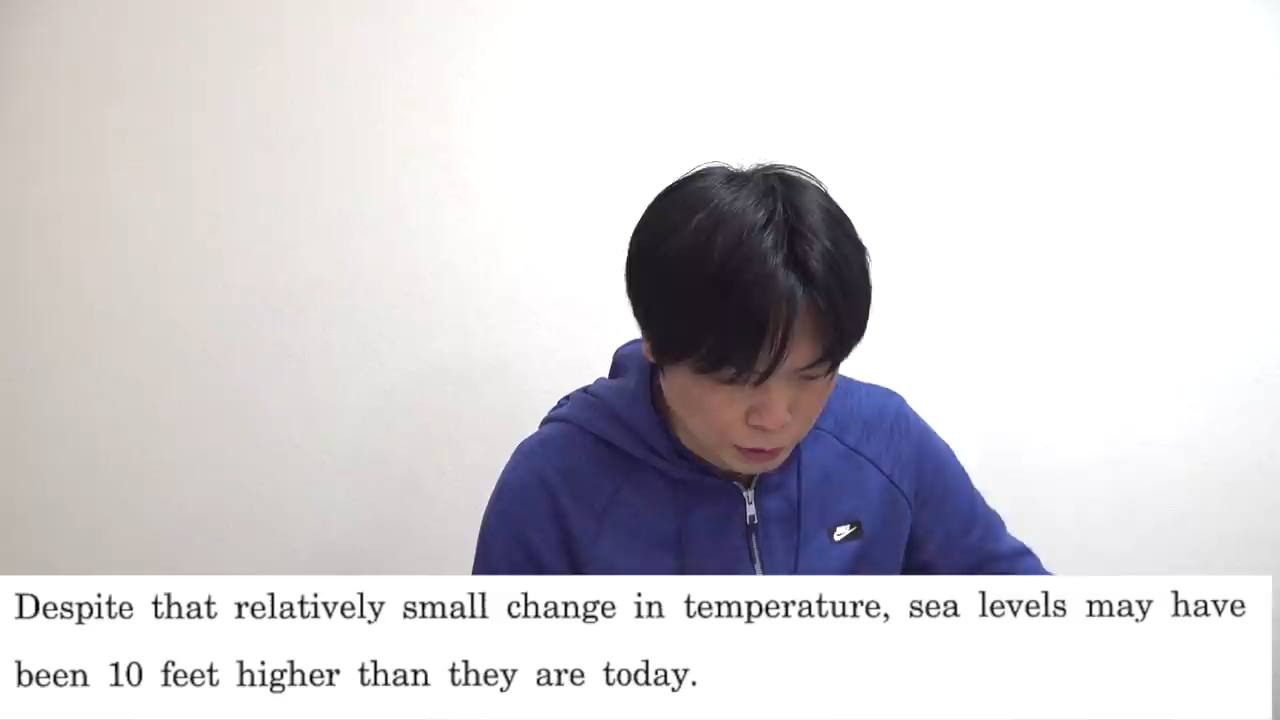 Despite that relatively small change in temperature, sea levels may have
been 10 feet higher than they are today.